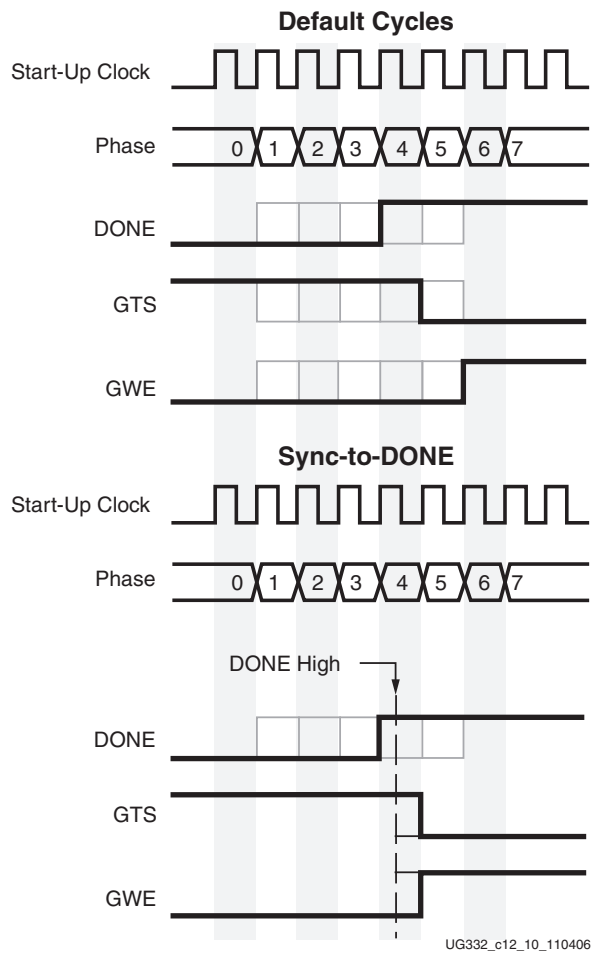 Default Cycles
Start-Up Clock
Phase 0 1 2 3 4 5 6 7
DONE
GTS
GWE
Sync-to-DONE
Start-Up Clock
Phase 0 1 2 3 4 5 6 7
DONE High
DONE
GTS
GWE
UG332_c12_10_110406